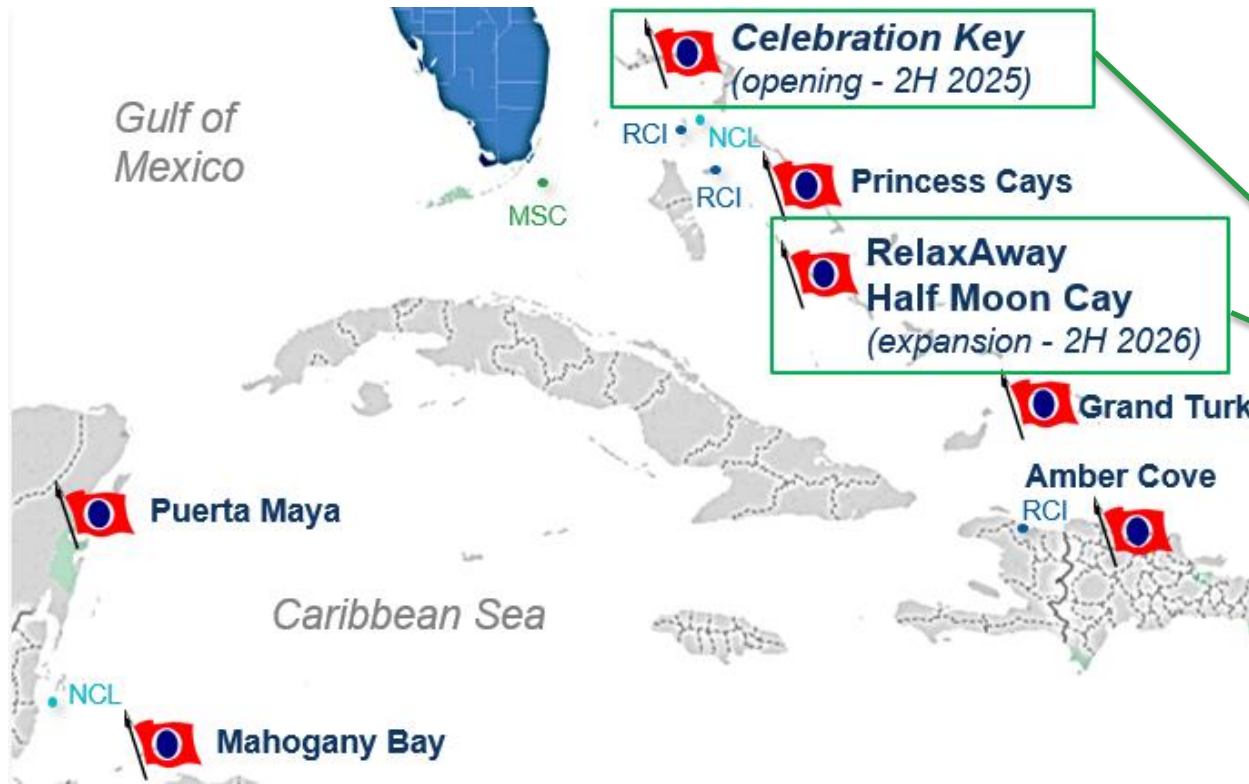 Celebration Key
(opening - 2H 2025)
Gulf of
Mexico
RCI
NCL
RCI
Princess Cays
MSC
RelaxAway
Half Moon Cay
(expansion - 2H 2026)
Grand Turk
Amber Cove
RCI
Puerta Maya
Caribbean Sea
NCL
Mahogany Bay